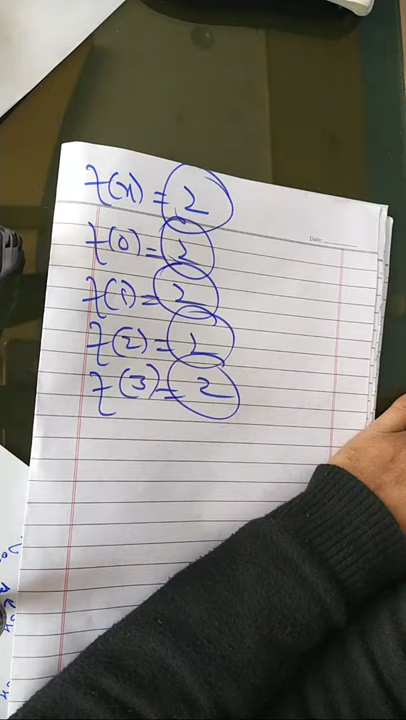 f(x) = 2
Date:
f(0) = 2
f(1) = 2
f(2) = 2
f(3) = 2